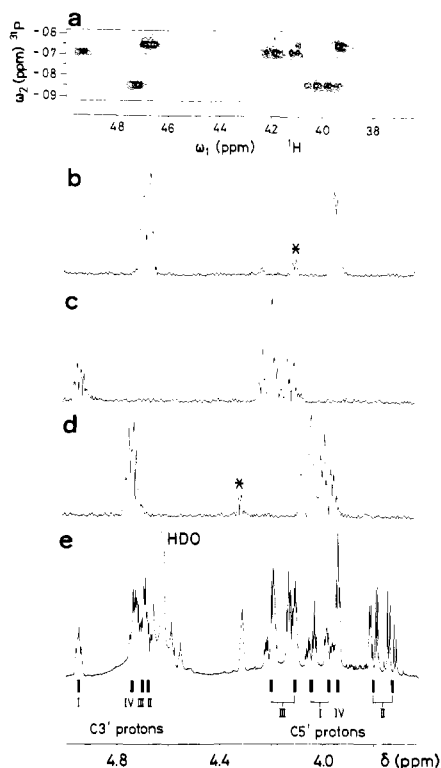 a
ω₂ (ppm) ³¹P
-06
-07
-08
-09
48 46 42 40 38
ω₁ (ppm) ¹H
b
*
c
d
*
e
HDO
I IV III II III I IV II
C3' protons C5' protons
4.8 4.4 4.0 δ (ppm)